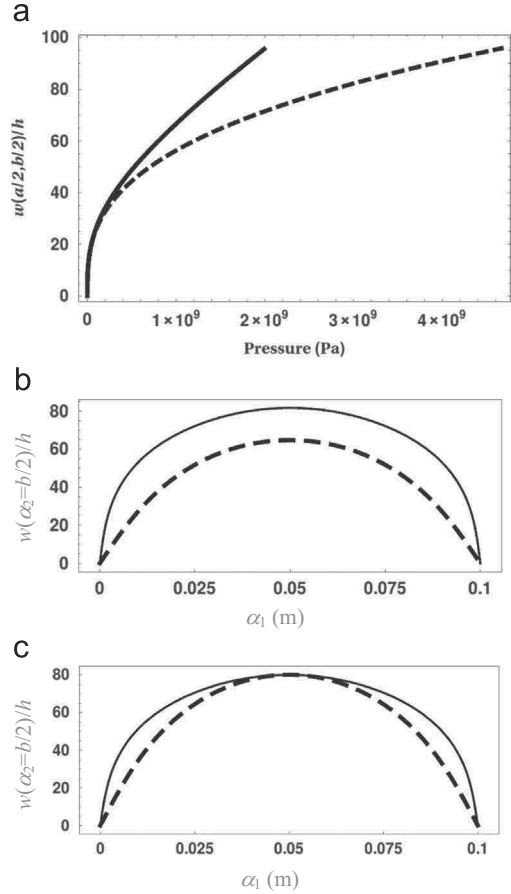 a
100
80
60
40
20
0
w(a/2,b/2)/h
0 1×10⁹ 2×10⁹ 3×10⁹ 4×10⁹
Pressure (Pa)
b
80
60
40
20
0
w(α₂=b/2)/h
0 0.025 0.05 0.075 0.1
α₁ (m)
c
80
60
40
20
0
w(α₂=b/2)/h
0 0.025 0.05 0.075 0.1
α₁ (m)